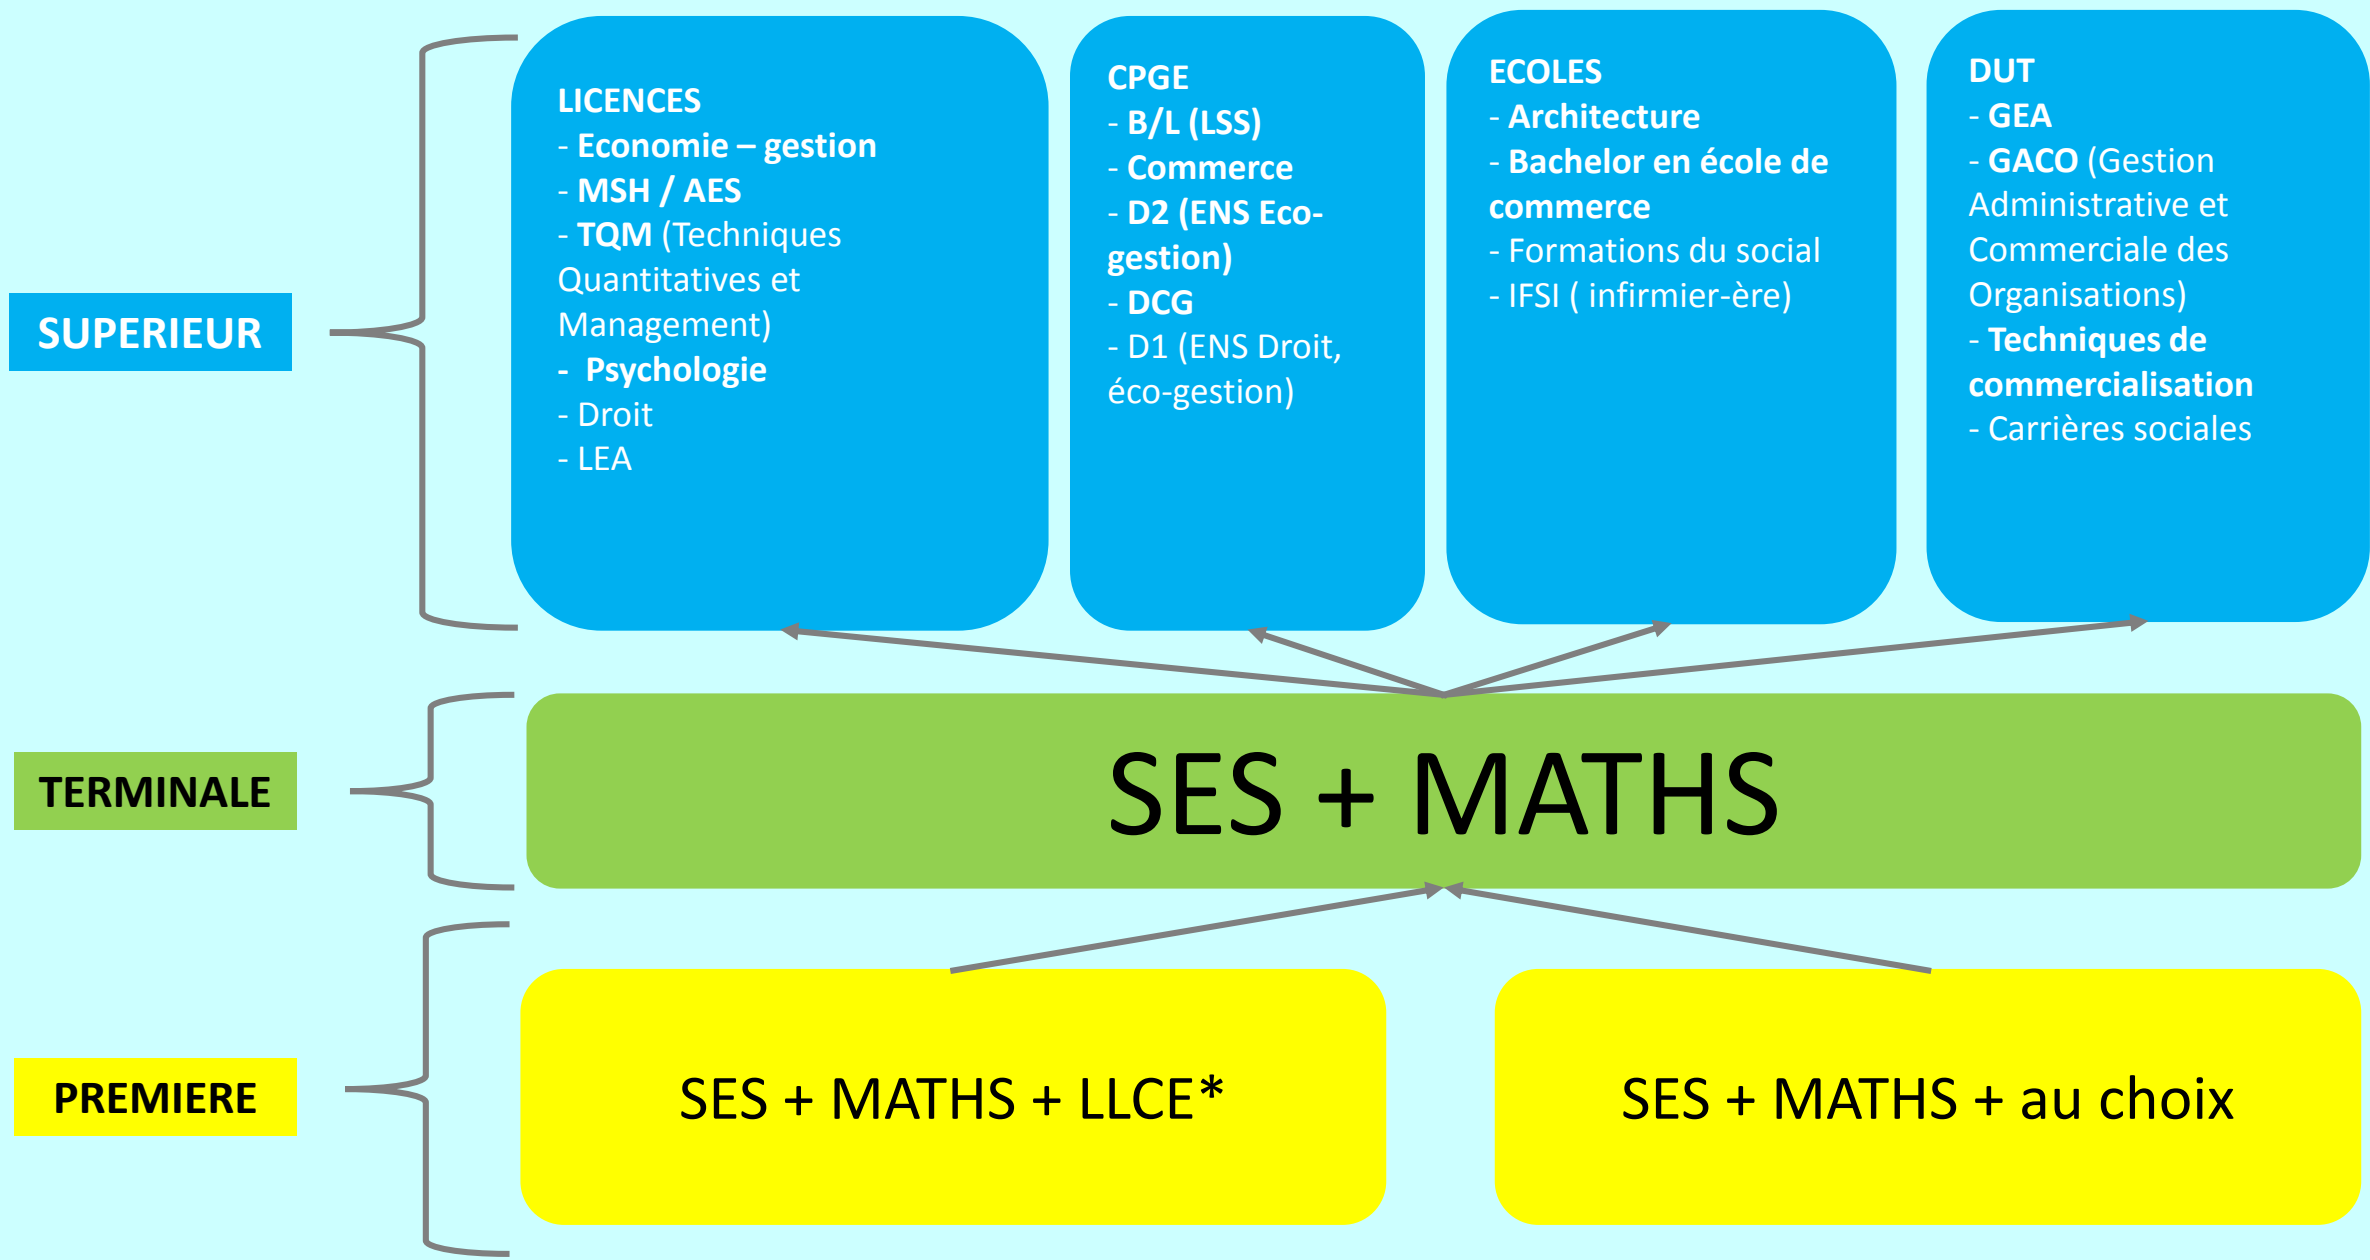 LICENCES
- Economie – gestion
- MSH / AES
- TQM (Techniques
Quantitatives et
Management)
- Psychologie
- Droit
- LEA
CPGE
- B/L (LSS)
- Commerce
- D2 (ENS Eco-
gestion)
- DCG
- D1 (ENS Droit,
éco-gestion)
ECOLES
- Architecture
- Bachelor en école de
commerce
- Formations du social
- IFSI ( infirmier-ère)
DUT
- GEA
- GACO (Gestion
Administrative et
Commerciale des
Organisations)
- Techniques de
commercialisation
- Carrières sociales
SUPERIEUR
TERMINALE
SES + MATHS
PREMIERE
SES + MATHS + LLCE*
SES + MATHS + au choix